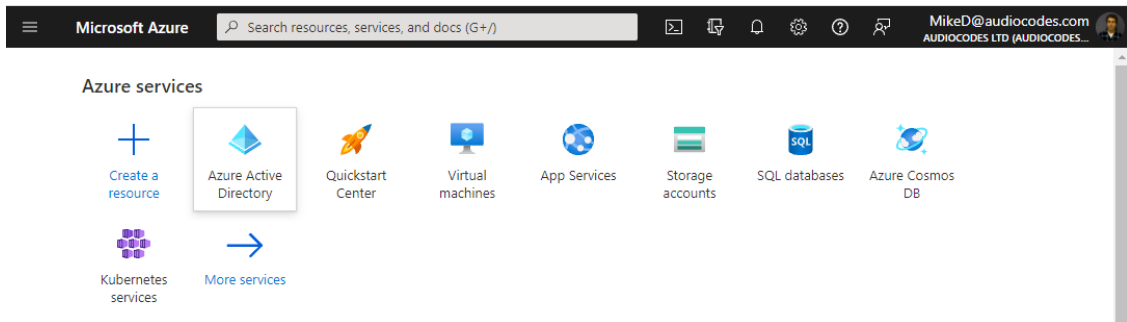 Microsoft Azure
Search resources, services, and docs (G+/)
MikeD@audiocodes.com
AUDIOCODES LTD (AUDIOCODES...
Azure services
Create a resource
Azure Active Directory
Quickstart Center
Virtual machines
App Services
Storage accounts
SQL
SQL databases
Azure Cosmos DB
Kubernetes services
More services